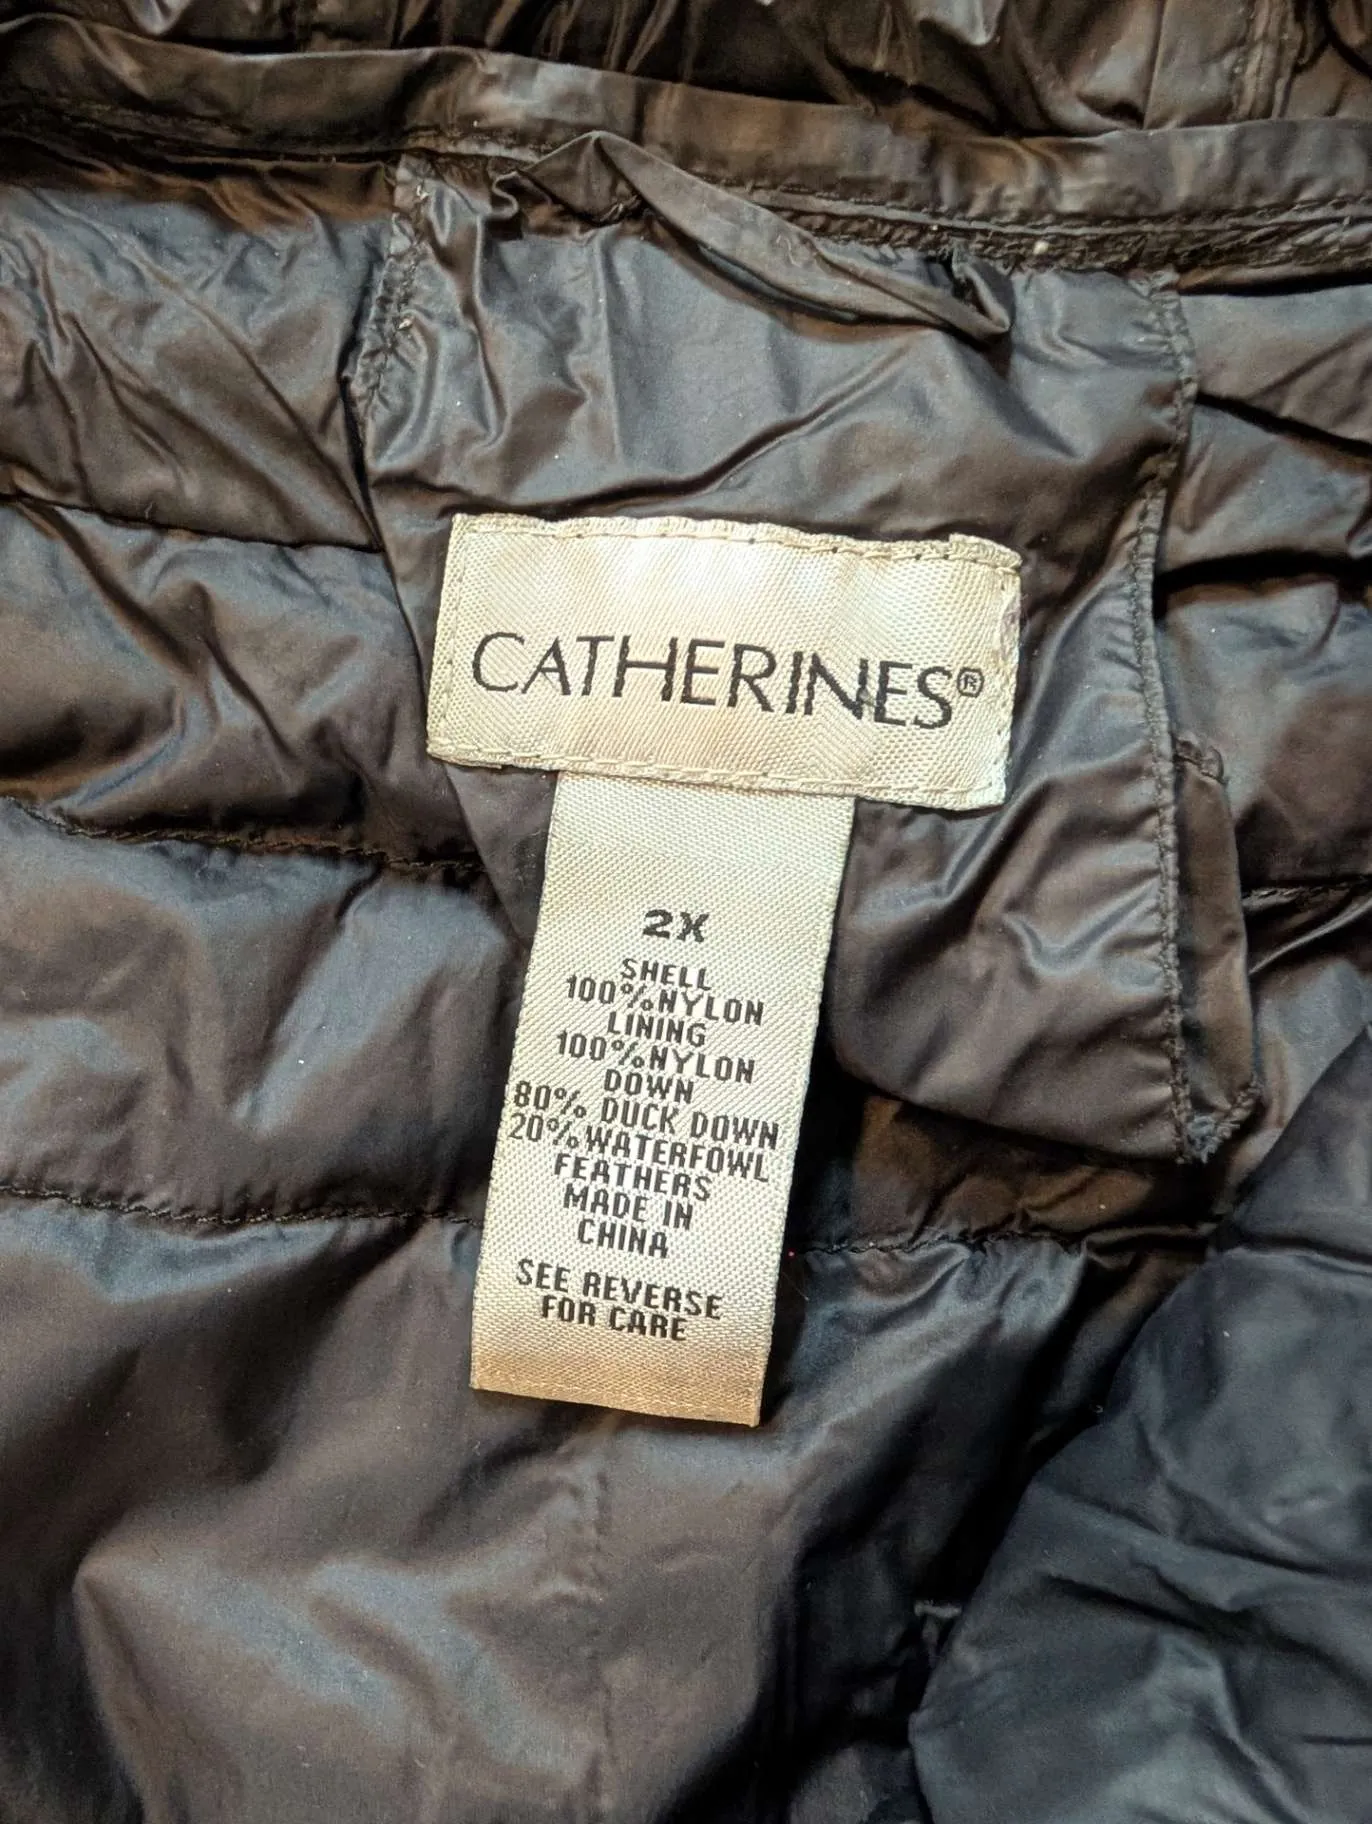 CATHERINES®
2X
SHELL
100%NYLON
LINING
100%NYLON
DOWN
80% DUCK DOWN
20%WATERFOWL
FEATHERS
MADE IN
CHINA
SEE REVERSE
FOR CARE